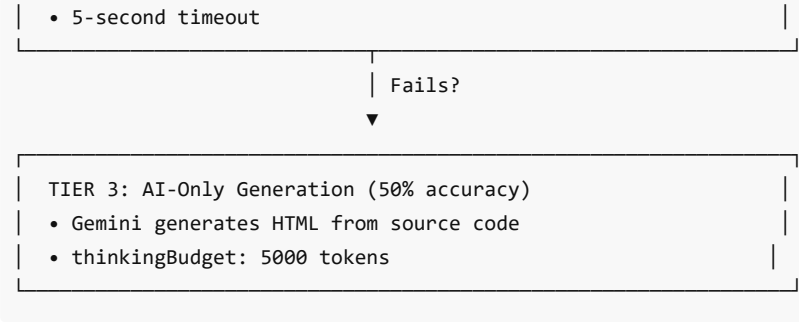 • 5-second timeout
Fails?
▼
TIER 3: AI-Only Generation (50% accuracy)
• Gemini generates HTML from source code
• thinkingBudget: 5000 tokens